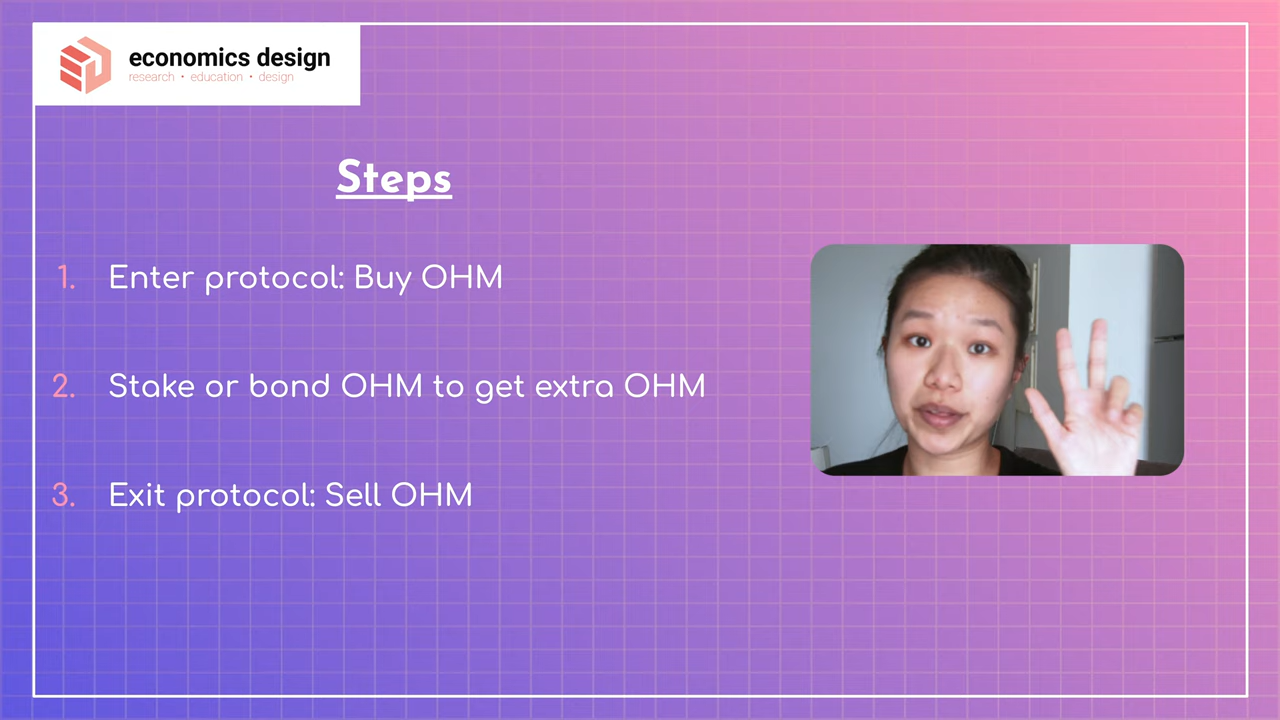 economics design
research • education • design
Steps
1. Enter protocol: Buy OHM
2. Stake or bond OHM to get extra OHM
3. Exit protocol: Sell OHM